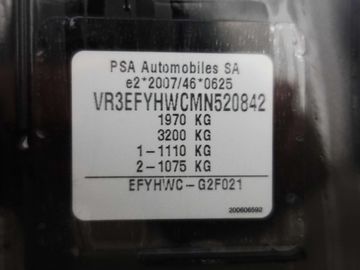 PSA Automobiles SA
e2*2007/46*0625
VR3EFYHWCMN520842
1970 KG
3200 KG
1-1110 KG
2-1075 KG
EFYHWC-G2F021
200606592